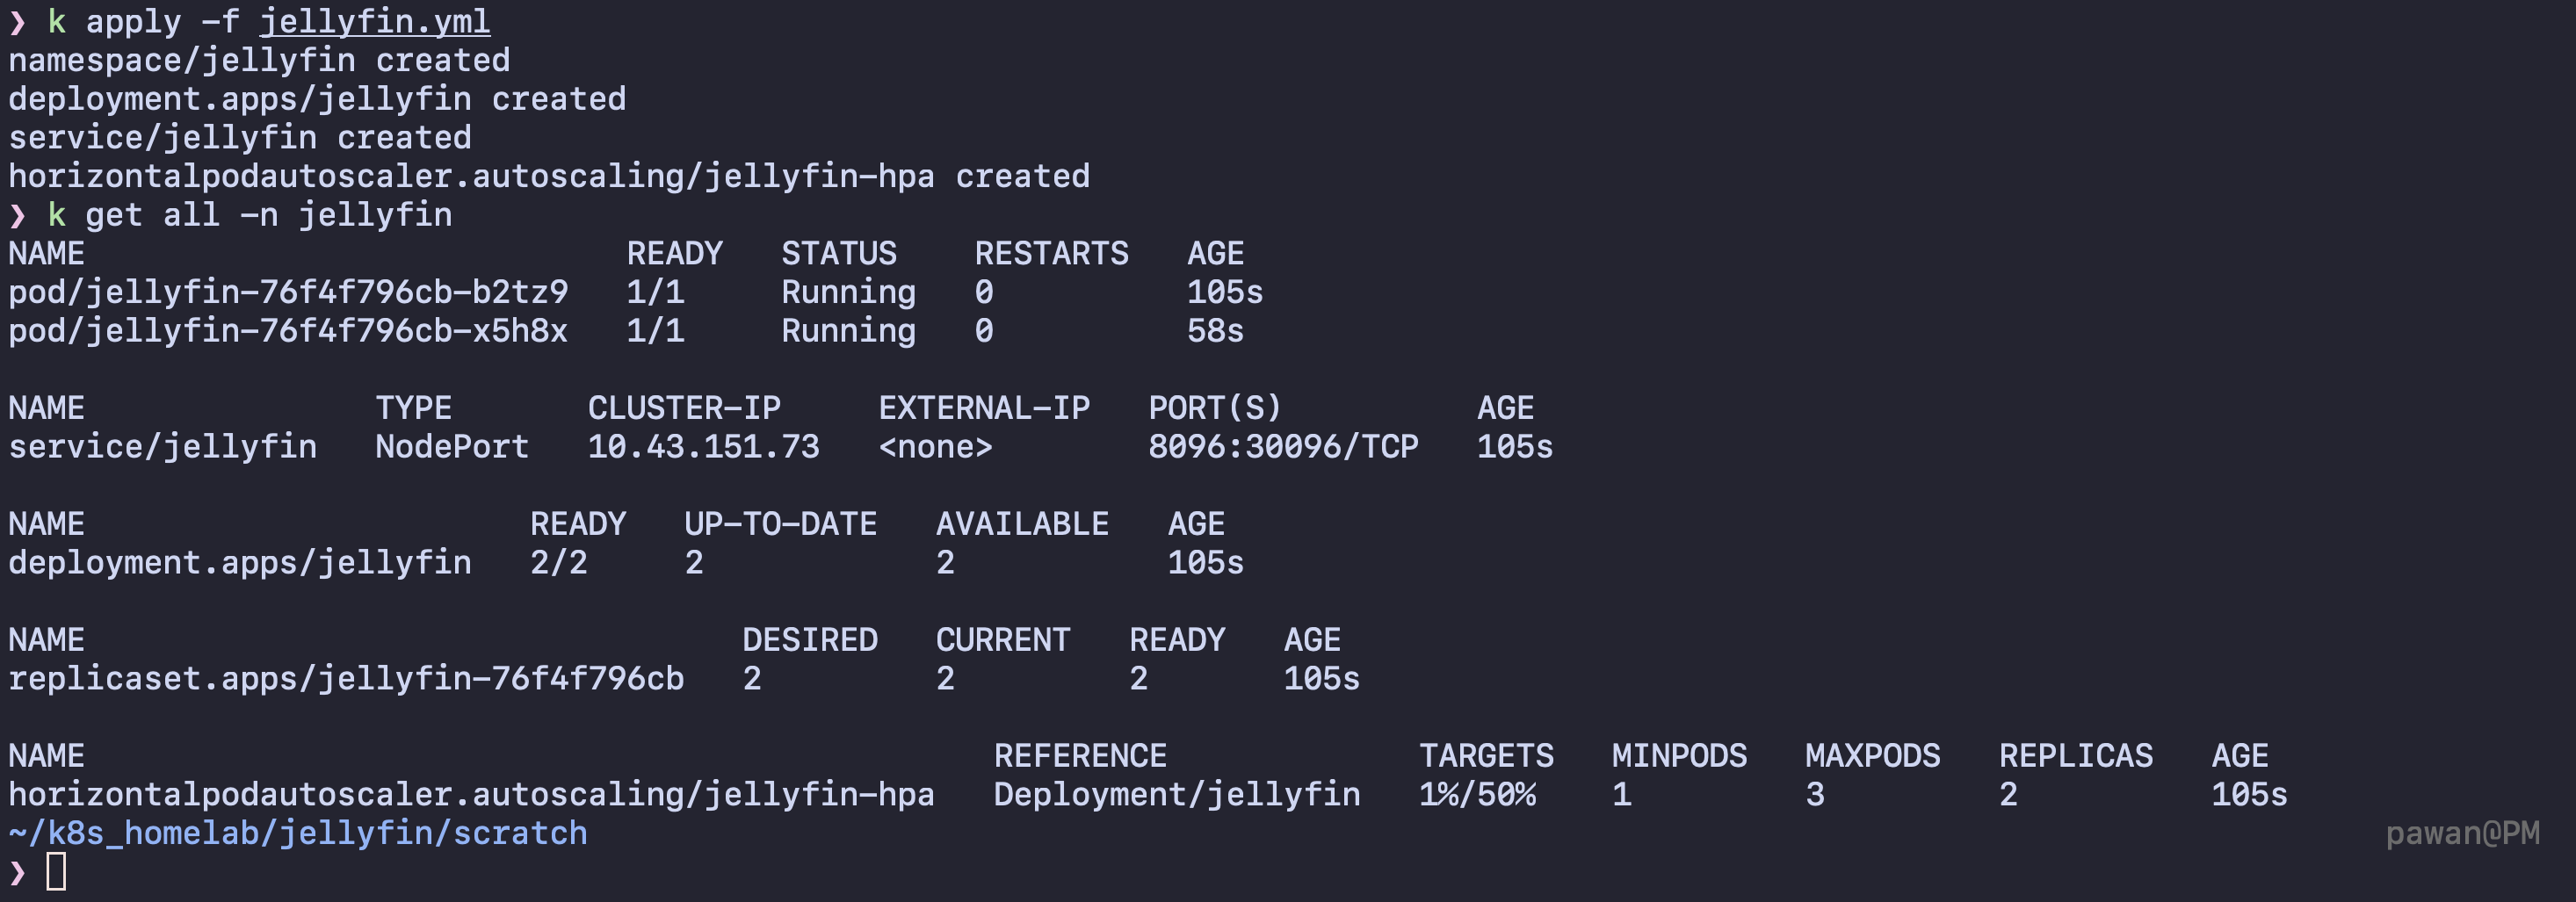 ❯ k apply -f jellyfin.yml
namespace/jellyfin created
deployment.apps/jellyfin created
service/jellyfin created
horizontalpodautoscaler.autoscaling/jellyfin-hpa created
❯ k get all -n jellyfin
NAME                            READY   STATUS    RESTARTS   AGE
pod/jellyfin-76f4f796cb-b2tz9   1/1     Running   0          105s
pod/jellyfin-76f4f796cb-x5h8x   1/1     Running   0          58s
NAME               TYPE       CLUSTER-IP     EXTERNAL-IP   PORT(S)          AGE
service/jellyfin   NodePort   10.43.151.73   <none>        8096:30096/TCP   105s
NAME                       READY   UP-TO-DATE   AVAILABLE   AGE
deployment.apps/jellyfin   2/2     2            2           105s
NAME                                  DESIRED   CURRENT   READY   AGE
replicaset.apps/jellyfin-76f4f796cb   2         2         2       105s
NAME                                               REFERENCE             TARGETS   MINPODS   MAXPODS   REPLICAS   AGE
horizontalpodautoscaler.autoscaling/jellyfin-hpa   Deployment/jellyfin   1%/50%    1         3         2          105s
~/k8s_homelab/jellyfin/scratch pawan@PM
❯